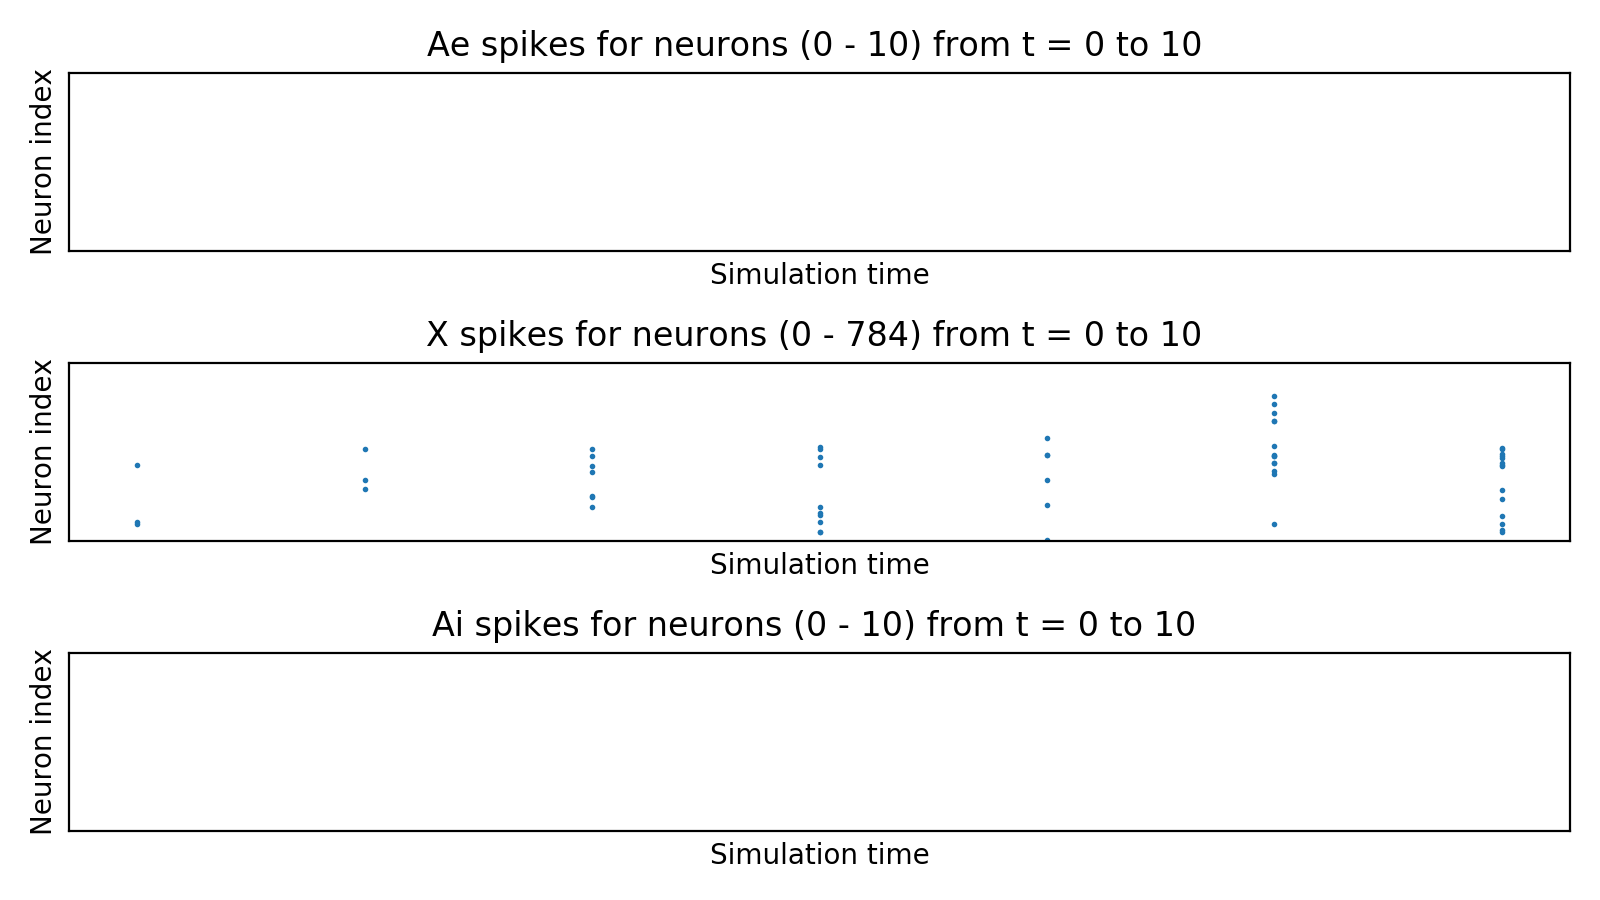 Ae spikes for neurons (0 - 10) from t = 0 to 10
Neuron index
Simulation time
X spikes for neurons (0 - 784) from t = 0 to 10
Neuron index
Simulation time
Ai spikes for neurons (0 - 10) from t = 0 to 10
Neuron index
Simulation time